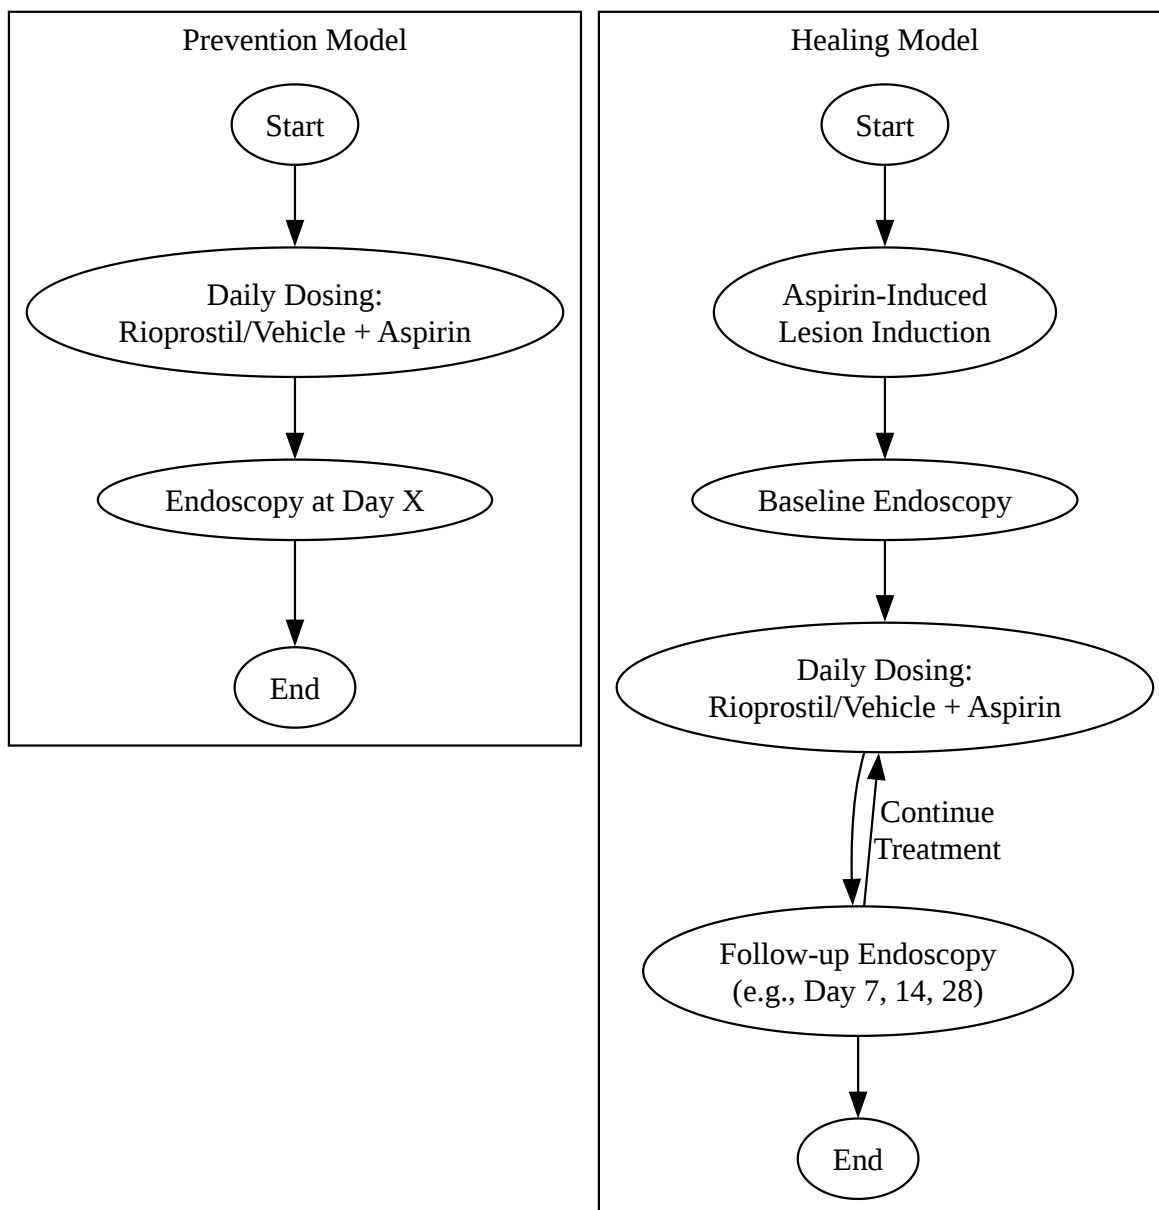 Prevention Model
Start
Daily Dosing:
Rioprostil/Vehicle + Aspirin
Endoscopy at Day X
End
Healing Model
Start
Aspirin-Induced
Lesion Induction
Baseline Endoscopy
Daily Dosing:
Rioprostil/Vehicle + Aspirin
Continue
Treatment
Follow-up Endoscopy
(e.g., Day 7, 14, 28)
End